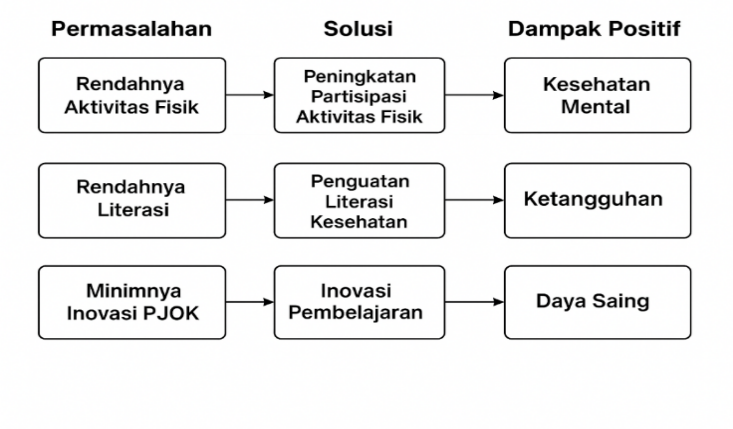 Permasalahan
Solusi
Dampak Positif
Rendahnya
Aktivitas Fisik
Peningkatan
Partisipasi
Aktivitas Fisik
Kesehatan
Mental
Rendahnya
Literasi
Penguatan
Literasi
Kesehatan
Ketangguhan
Minimnya
Inovasi PJOK
Inovasi
Pembelajaran
Daya Saing